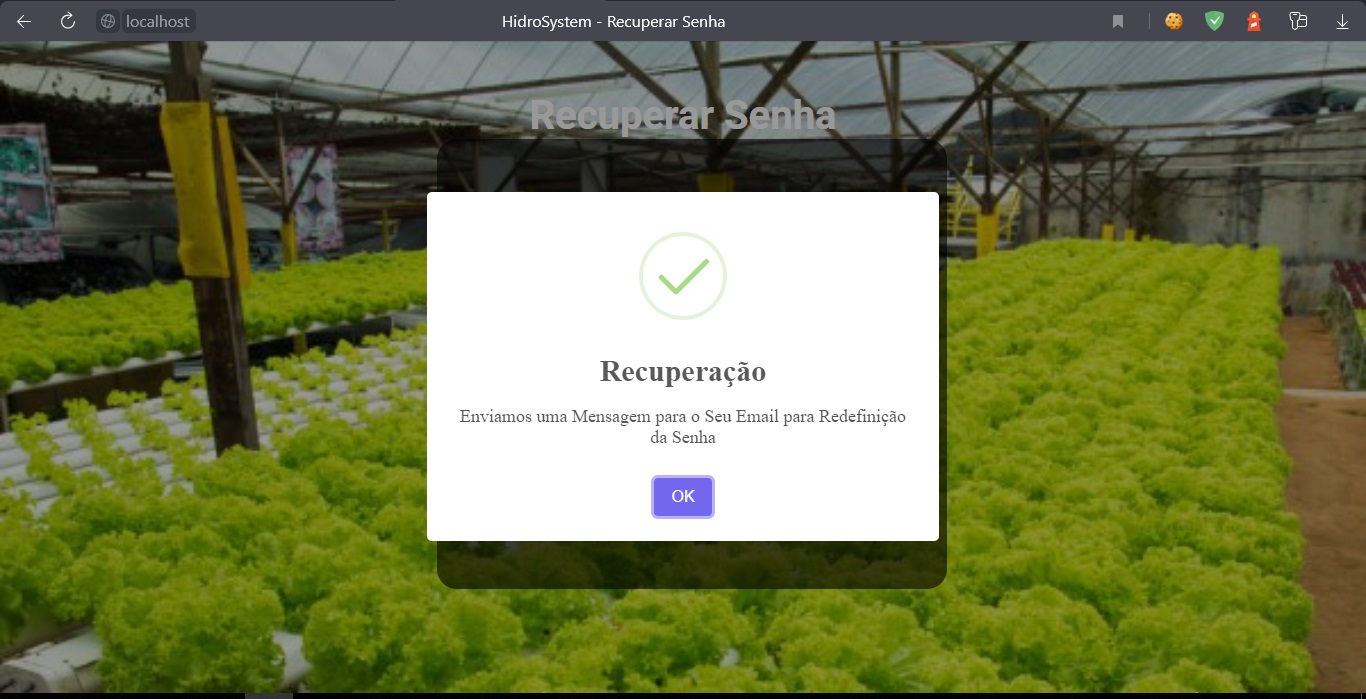 localhost
HidroSystem - Recuperar Senha
Recuperar Senha
Recuperação
Enviamos uma Mensagem para o Seu Email para Redefinição
da Senha
OK